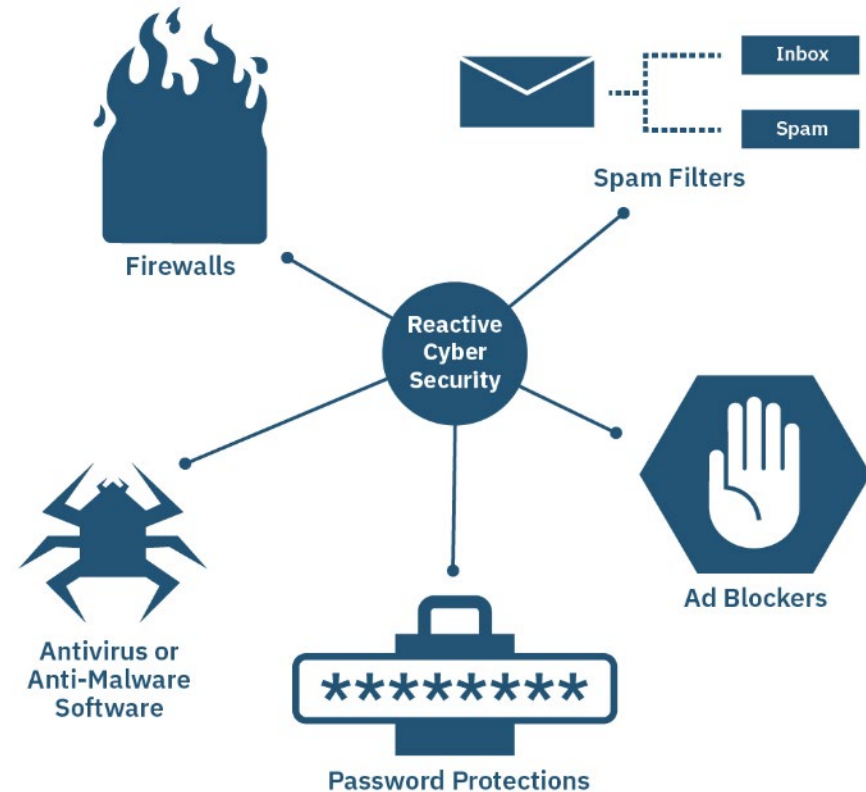 Inbox
Spam
Spam Filters
Firewalls
Reactive
Cyber
Security
Ad Blockers
Antivirus or
Anti-Malware
Software
********
Password Protections